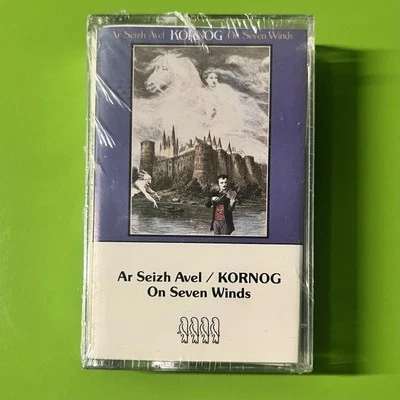 Ar Seizh Avel KORNOG On Seven Winds
Ar Seizh Avel / KORNOG
On Seven Winds